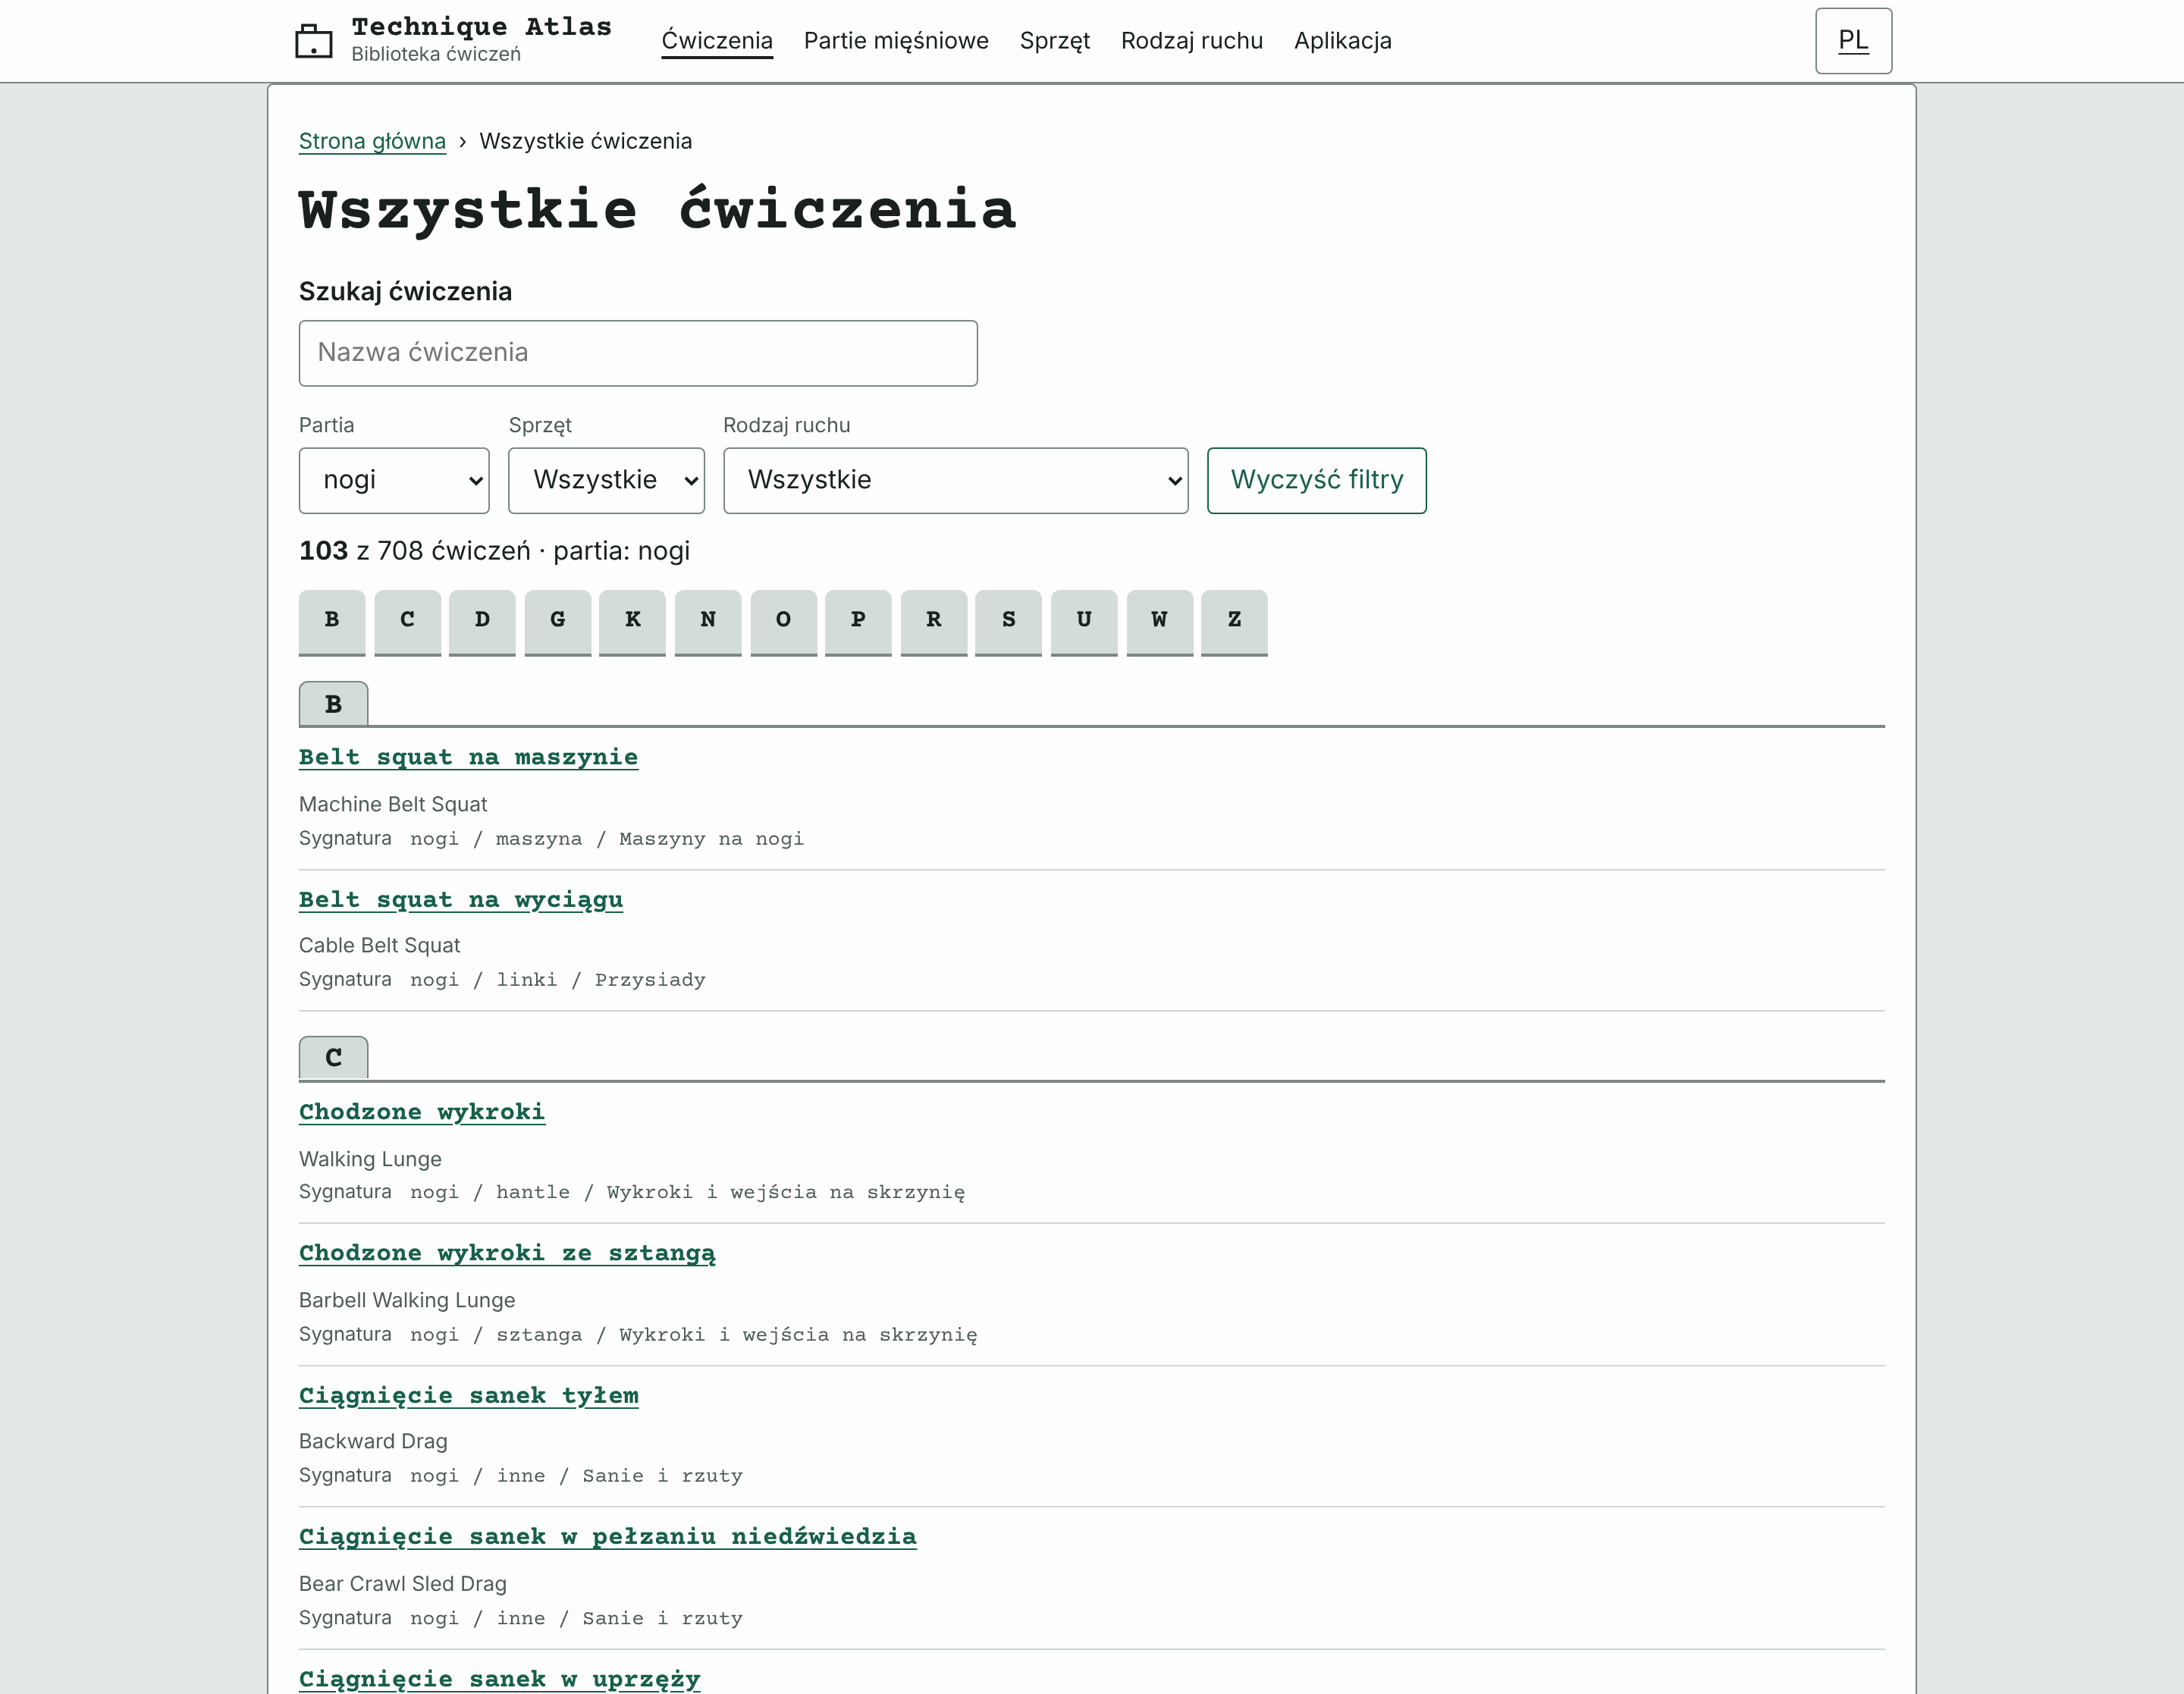 Technique Atlas
Biblioteka ćwiczeń
Ćwiczenia Partie mięśniowe Sprzęt Rodzaj ruchu Aplikacja
PL
Strona główna › Wszystkie ćwiczenia
Wszystkie ćwiczenia
Szukaj ćwiczenia
Nazwa ćwiczenia
Partia Sprzęt Rodzaj ruchu
nogi Wszystkie Wszystkie Wyczyść filtry
103 z 708 ćwiczeń · partia: nogi
B C D G K N O P R S U W Z
B
Belt squat na maszynie
Machine Belt Squat
Sygnatura nogi / maszyna / Maszyny na nogi
Belt squat na wyciągu
Cable Belt Squat
Sygnatura nogi / linki / Przysiady
C
Chodzone wykroki
Walking Lunge
Sygnatura nogi / hantle / Wykroki i wejścia na skrzynię
Chodzone wykroki ze sztangą
Barbell Walking Lunge
Sygnatura nogi / sztanga / Wykroki i wejścia na skrzynię
Ciągnięcie sanek tyłem
Backward Drag
Sygnatura nogi / inne / Sanie i rzuty
Ciągnięcie sanek w pełzaniu niedźwiedzia
Bear Crawl Sled Drag
Sygnatura nogi / inne / Sanie i rzuty
Ciągnięcie sanek w uprzęży